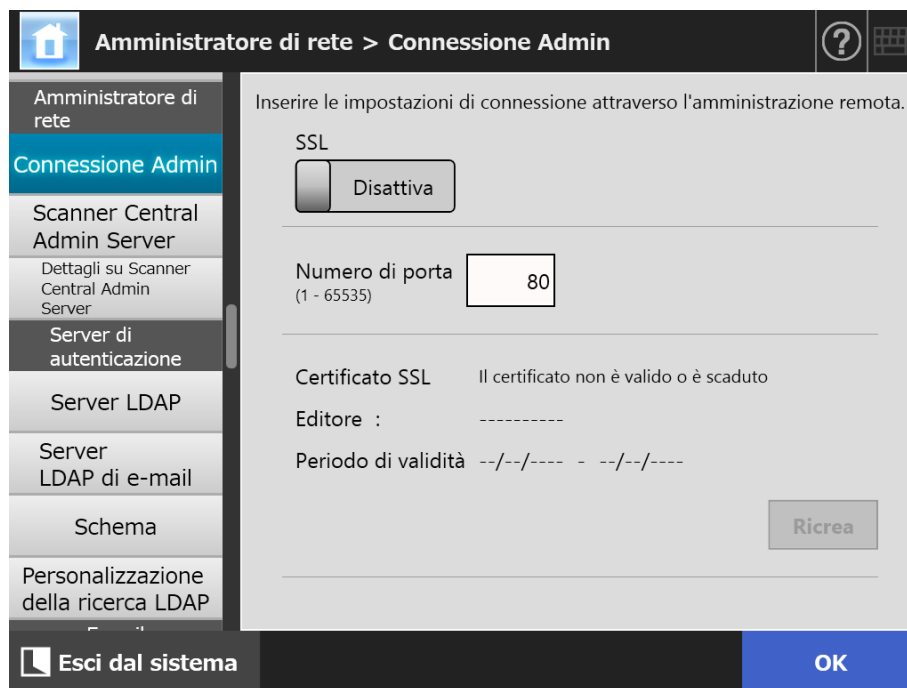 Amministratore di rete > Connessione Admin
?
Amministratore di
rete
Connessione Admin
Scanner Central
Admin Server
Dettagli su Scanner
Central Admin
Server
Server di
autenticazione
Server LDAP
Server
LDAP di e-mail
Schema
Personalizzazione
della ricerca LDAP
Inserire le impostazioni di connessione attraverso l'amministrazione remota.
SSL
Disattiva
Numero di porta
(1 - 65535)
80
Certificato SSL Il certificato non è valido o è scaduto
Editore : ----------
Periodo di validità --/--/---- - --/--/----
Ricrea
Esci dal sistema
OK